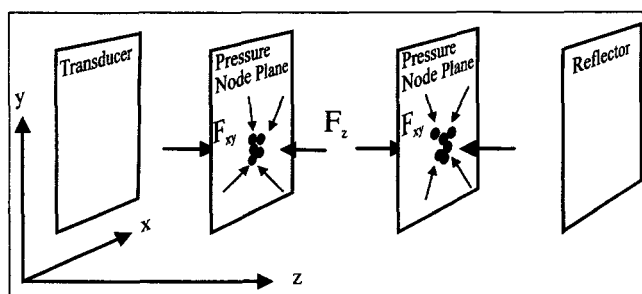 Transducer
Pressure
Node Plane
F_xy
F_z
Pressure
Node Plane
F_xy
Reflector
y
x
z